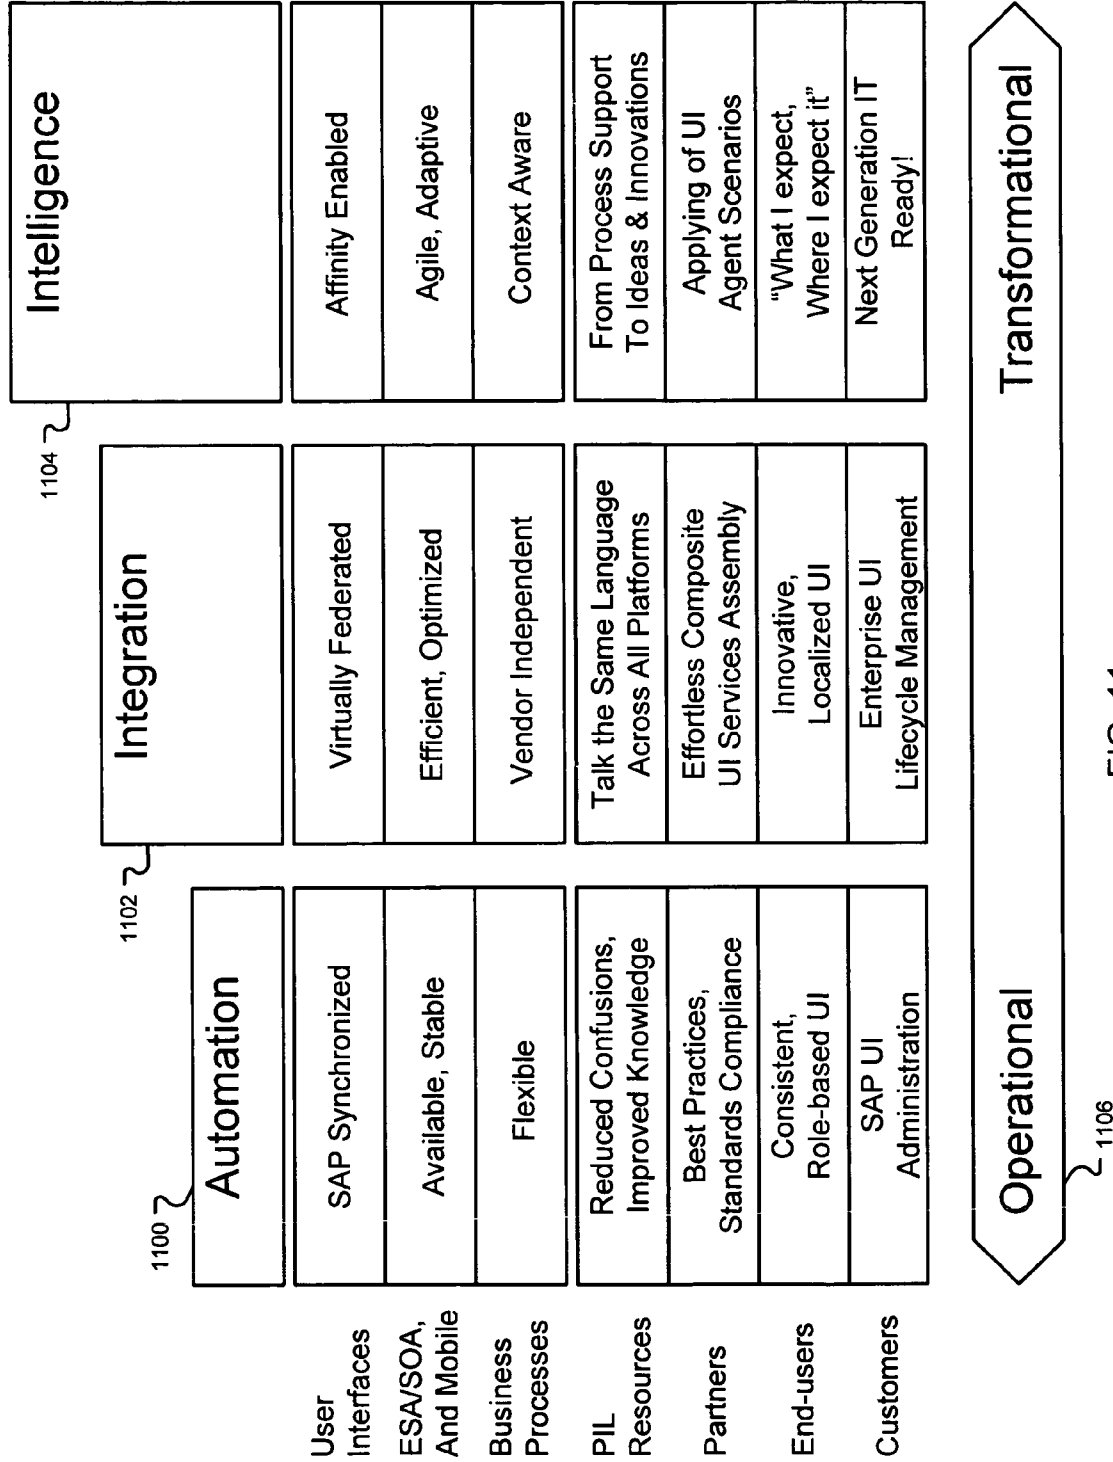 1100
Automation
1102
Integration
1104
Intelligence
User
Interfaces
SAP Synchronized
Virtually Federated
Affinity Enabled
ESA/SOA,
And Mobile
Available, Stable
Efficient, Optimized
Agile, Adaptive
Business
Processes
Flexible
Vendor Independent
Context Aware
PIL
Resources
Reduced Confusions,
Improved Knowledge
Talk the Same Language
Across All Platforms
From Process Support
To Ideas & Innovations
Partners
Best Practices,
Standards Compliance
Effortless Composite
UI Services Assembly
Applying of UI
Agent Scenarios
End-users
Consistent,
Role-based UI
Innovative,
Localized UI
“What I expect,
Where I expect it”
Customers
SAP UI
Administration
Enterprise UI
Lifecycle Management
Next Generation IT
Ready!
Operational
Transformational
1106